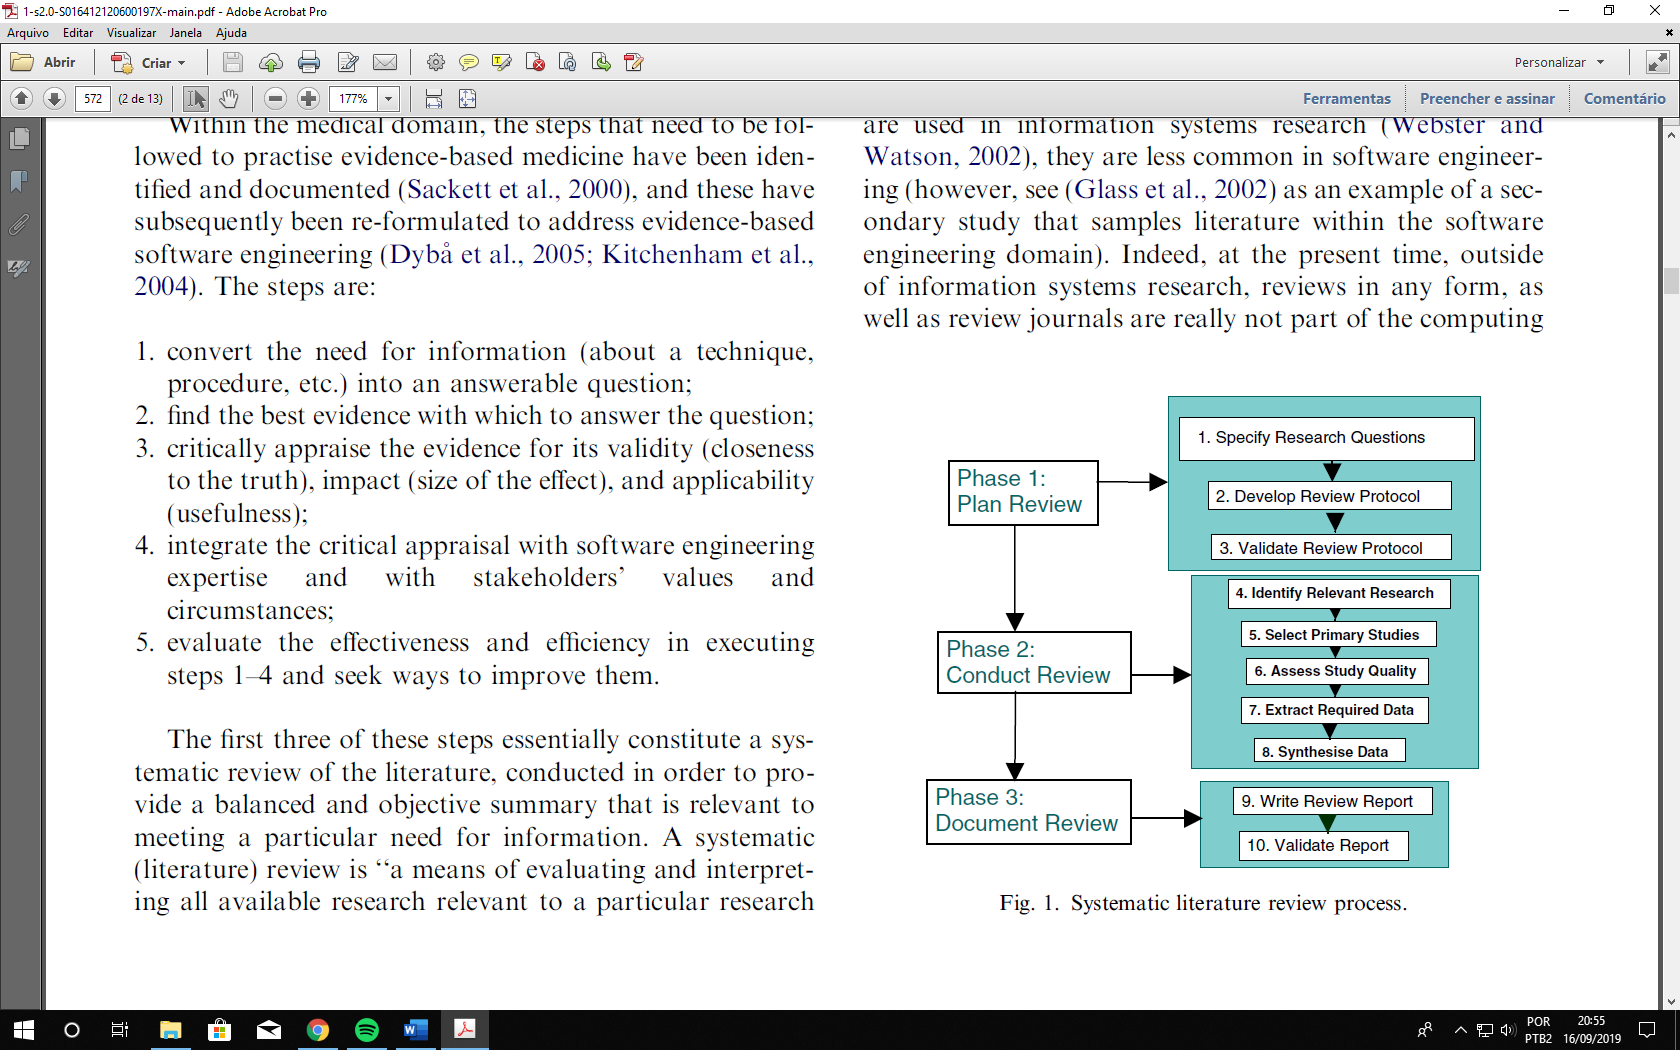 1-s2.0-S016412120600197X-main.pdf - Adobe Acrobat Pro
Arquivo Editar Visualizar Janela Ajuda
Abrir Criar Personalizar
572 (2 de 13) 177% Ferramentas Preencher e assinar Comentário
Within the medical domain, the steps that need to be fol-
lowed to practise evidence-based medicine have been iden-
tified and documented (Sackett et al., 2000), and these have
subsequently been re-formulated to address evidence-based
software engineering (Dybå et al., 2005; Kitchenham et al.,
2004). The steps are:
1. convert the need for information (about a technique,
procedure, etc.) into an answerable question;
2. find the best evidence with which to answer the question;
3. critically appraise the evidence for its validity (closeness
to the truth), impact (size of the effect), and applicability
(usefulness);
4. integrate the critical appraisal with software engineering
expertise and with stakeholders’ values and
circumstances;
5. evaluate the effectiveness and efficiency in executing
steps 1–4 and seek ways to improve them.
The first three of these steps essentially constitute a sys-
tematic review of the literature, conducted in order to pro-
vide a balanced and objective summary that is relevant to
meeting a particular need for information. A systematic
(literature) review is ‘‘a means of evaluating and interpret-
ing all available research relevant to a particular research
are used in information systems research (Webster and
Watson, 2002), they are less common in software engineer-
ing (however, see (Glass et al., 2002) as an example of a sec-
ondary study that samples literature within the software
engineering domain). Indeed, at the present time, outside
of information systems research, reviews in any form, as
well as review journals are really not part of the computing
Phase 1:
Plan Review
1. Specify Research Questions
2. Develop Review Protocol
3. Validate Review Protocol
Phase 2:
Conduct Review
4. Identify Relevant Research
5. Select Primary Studies
6. Assess Study Quality
7. Extract Required Data
8. Synthesise Data
Phase 3:
Document Review
9. Write Review Report
10. Validate Report
Fig. 1. Systematic literature review process.
POR
PTB2
20:55
16/09/2019